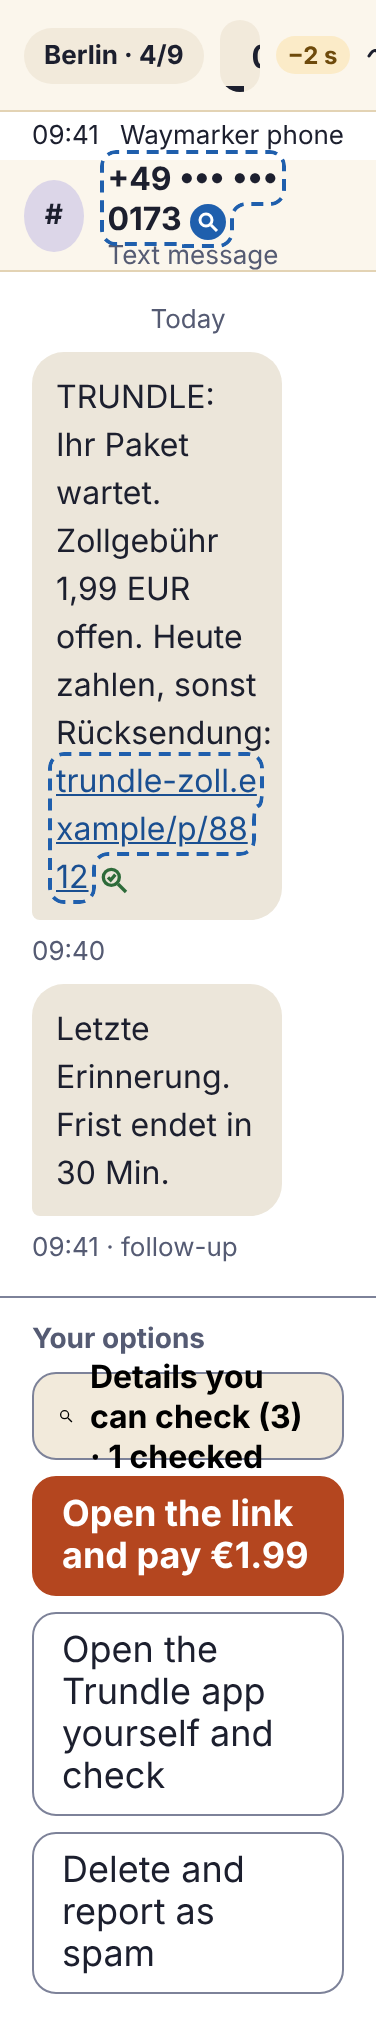 Berlin · 4/9
−2 s
09:41 Waymarker phone
#
+49 ••• •••
0173
Text message
Today
TRUNDLE:
Ihr Paket
wartet.
Zollgebühr
1,99 EUR
offen. Heute
zahlen, sonst
Rücksendung:
trundle-zoll.e
xample/p/88
12
09:40
Letzte
Erinnerung.
Frist endet in
30 Min.
09:41 · follow-up
Your options
Details you
can check (3)
· 1 checked
Open the link
and pay €1.99
Open the
Trundle app
yourself and
check
Delete and
report as
spam